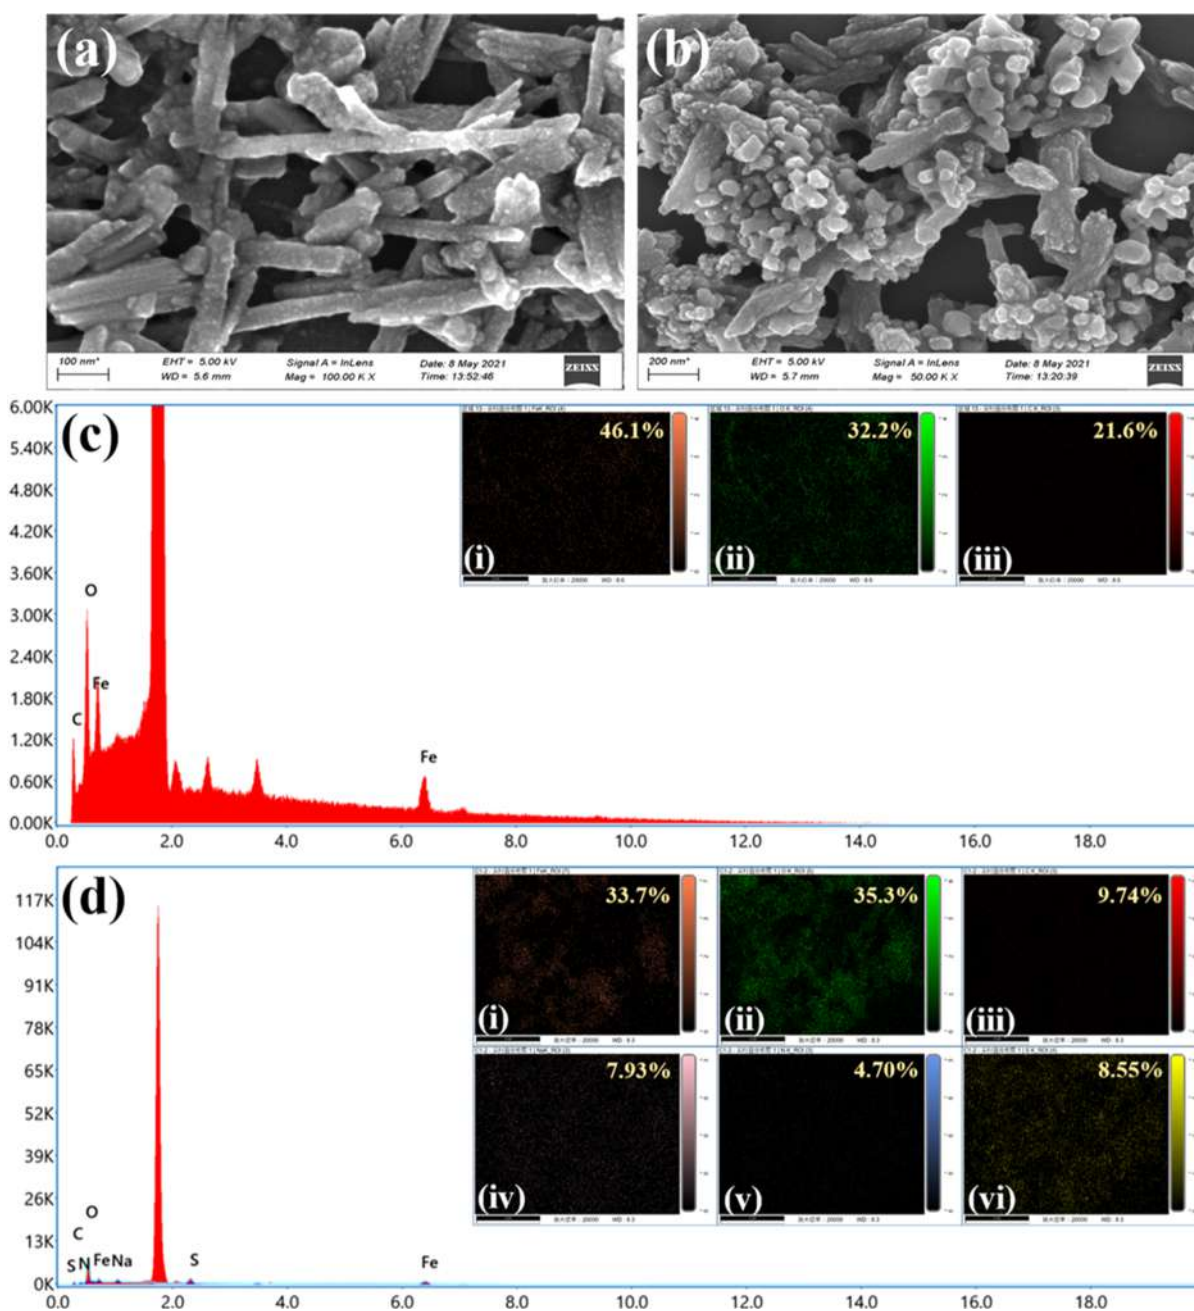 (a)
100 nm*
EHT = 5.00 kV
Signal A = InLens
Date: 8 May 2021
WD = 5.6 mm
Mag = 100.00 K X
Time: 13:52:46
ZEISS
(b)
200 nm*
EHT = 5.00 kV
Signal A = InLens
Date: 8 May 2021
WD = 5.7 mm
Mag = 50.00 K X
Time: 13:20:39
ZEISS
(c)
6.00K
5.40K
4.80K
4.20K
3.60K
3.00K
2.40K
1.80K
1.20K
0.60K
0.00K
C
O
Fe
Fe
0.0 2.0 4.0 6.0 8.0 10.0 12.0 14.0 16.0 18.0
46.1%
(i)
32.2%
(ii)
21.6%
(iii)
(d)
117K
104K
91K
78K
65K
52K
39K
26K
13K
0K
O
C
S N Fe Na
S
Fe
0.0 2.0 4.0 6.0 8.0 10.0 12.0 14.0 16.0 18.0
33.7%
(i)
35.3%
(ii)
9.74%
(iii)
7.93%
(iv)
4.70%
(v)
8.55%
(vi)